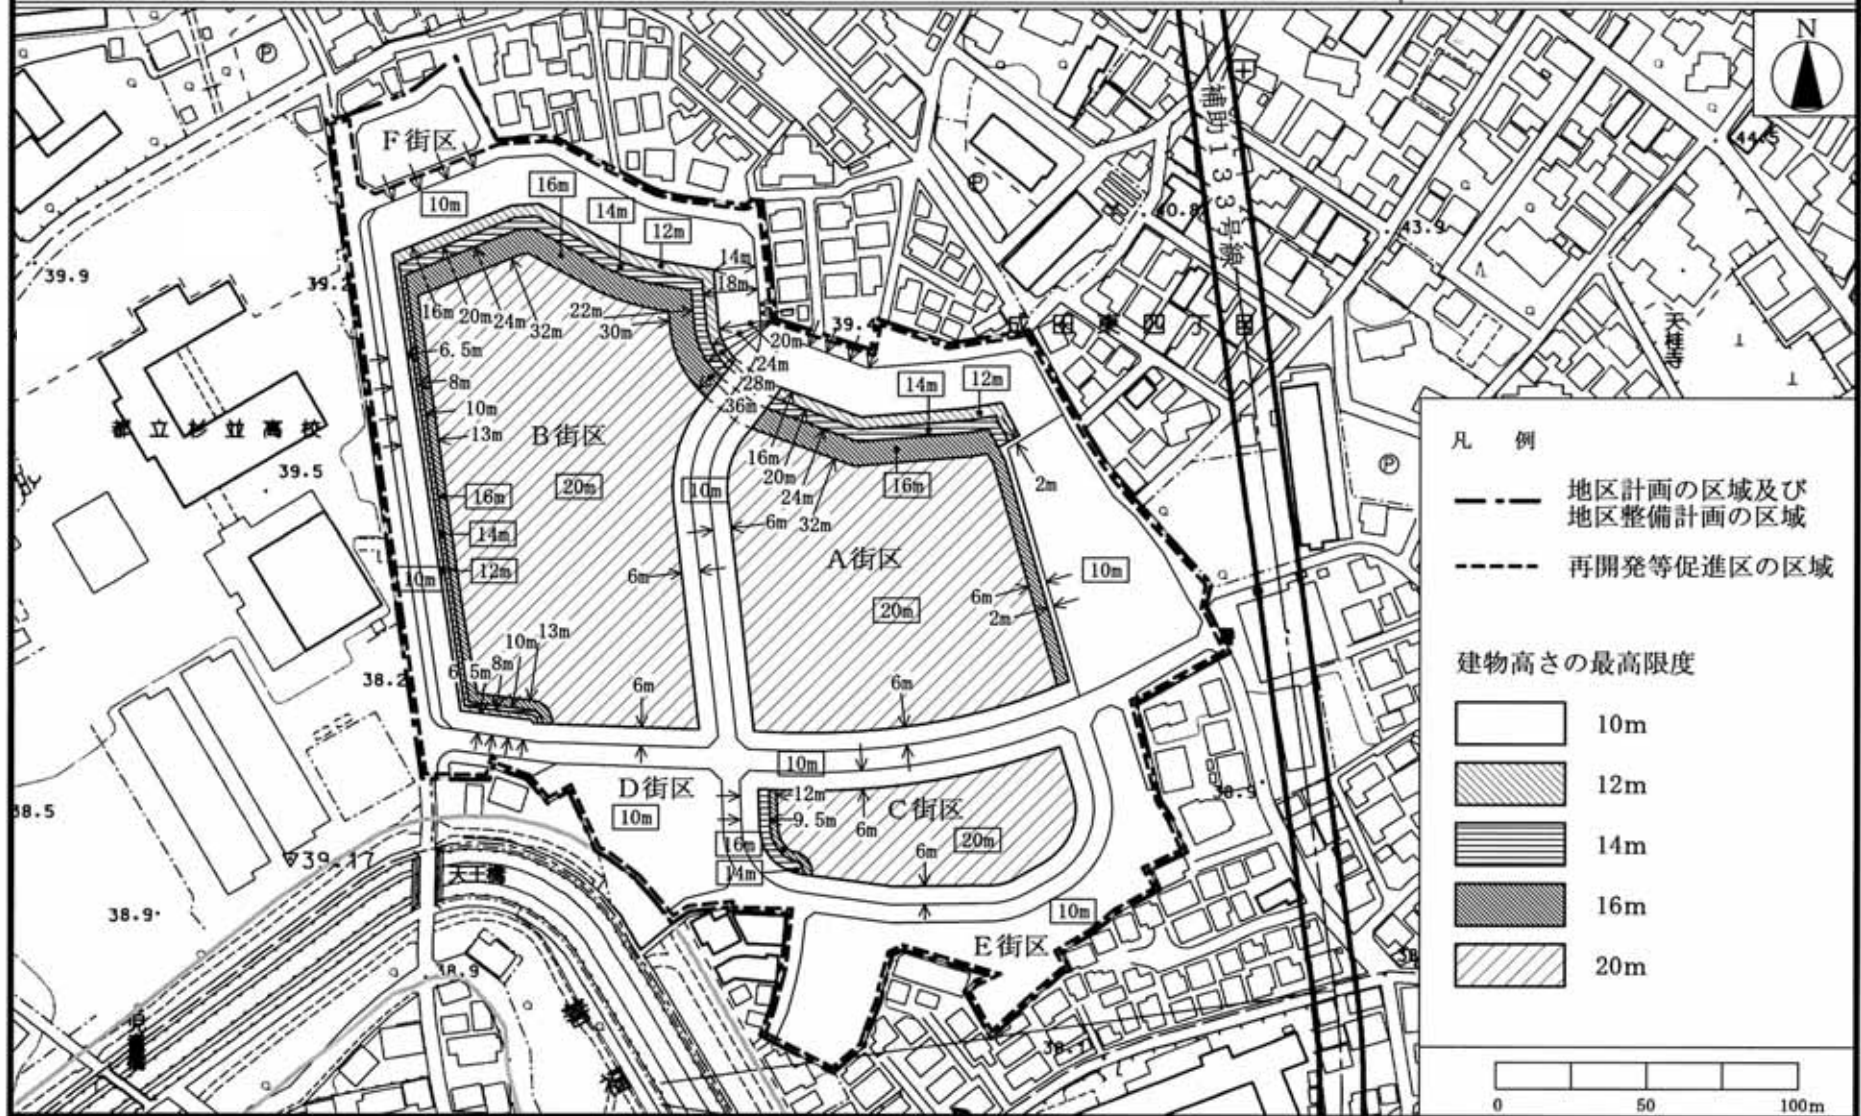 N
F街区
10m
16m
14m
12m
14m
18m
16m
20m
24m
32m
22m
30m
20m
24m
28m
36m
6.5m
8m
10m
13m
B街区
20m
16m
14m
12m
10m
6.5m
8m
10m
13m
6m
6m
10m
6m
14m
12m
16m
20m
24m
32m
16m
2m
A街区
20m
6m
2m
10m
6m
10m
D街区
10m
12m
9.5m
C街区
20m
6m
6m
16m
14m
10m
E街区
補助133号線
都立杉並高校
天桂寺
天王橋
39.9
39.2
39.5
38.2
38.5
39.17
38.9
38.9
38.9
43.9
44.5
凡 例
地区計画の区域及び
地区整備計画の区域
再開発等促進区の区域
建物高さの最高限度
10m
12m
14m
16m
20m
0 50 100m